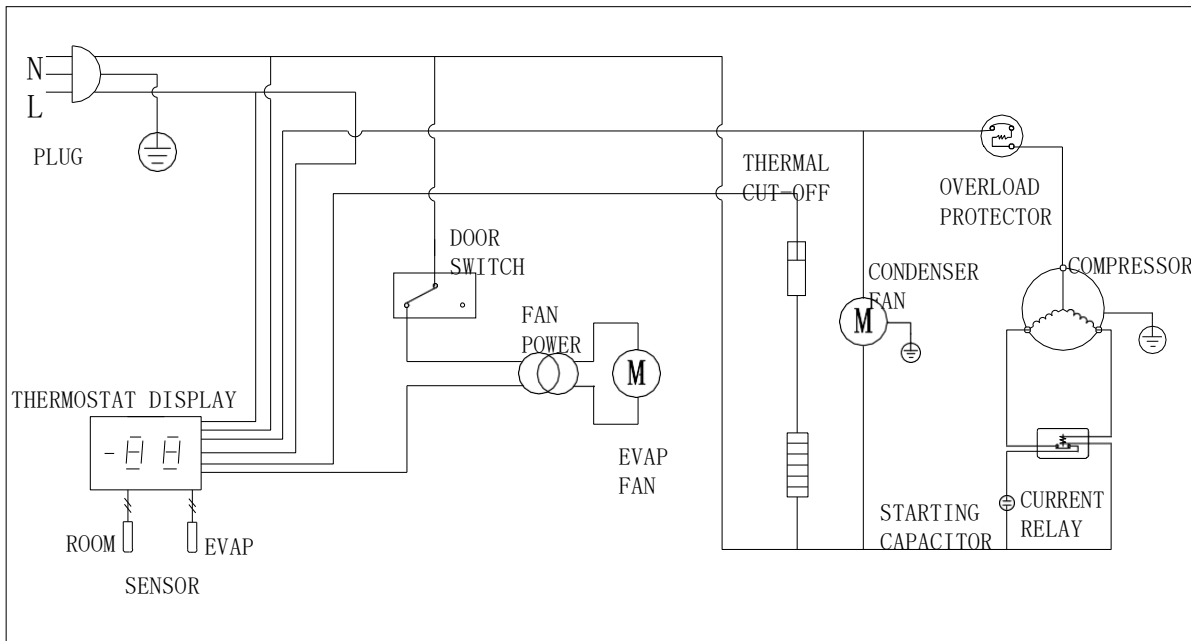 N
L
PLUG
THERMAL
CUT-OFF
OVERLOAD
PROTECTOR
DOOR
SWITCH
CONDENSER
FAN
M
COMPRESSOR
FAN
POWER
M
THERMOSTAT DISPLAY
-88
EVAP
FAN
STARTING
CAPACITOR
CURRENT
RELAY
ROOM
EVAP
SENSOR